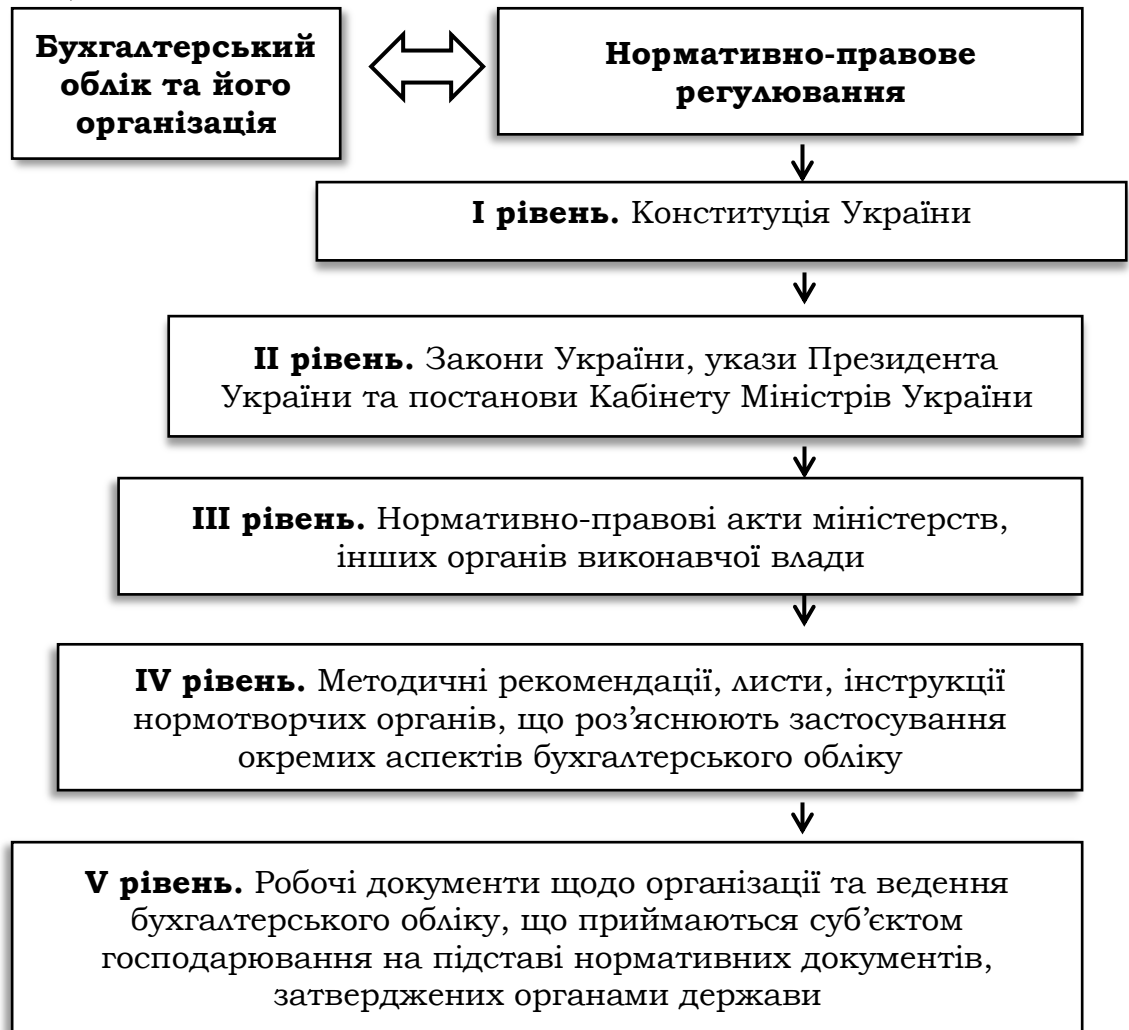 Бухгалтерський
облік та його
організація
Нормативно-правове
регулювання
I рівень. Конституція України
II рівень. Закони України, укази Президента
України та постанови Кабінету Міністрів України
III рівень. Нормативно-правові акти міністерств,
інших органів виконавчої влади
IV рівень. Методичні рекомендації, листи, інструкції
нормотворчих органів, що роз’яснюють застосування
окремих аспектів бухгалтерського обліку
V рівень. Робочі документи щодо організації та ведення
бухгалтерського обліку, що приймаються суб’єктом
господарювання на підставі нормативних документів,
затверджених органами держави